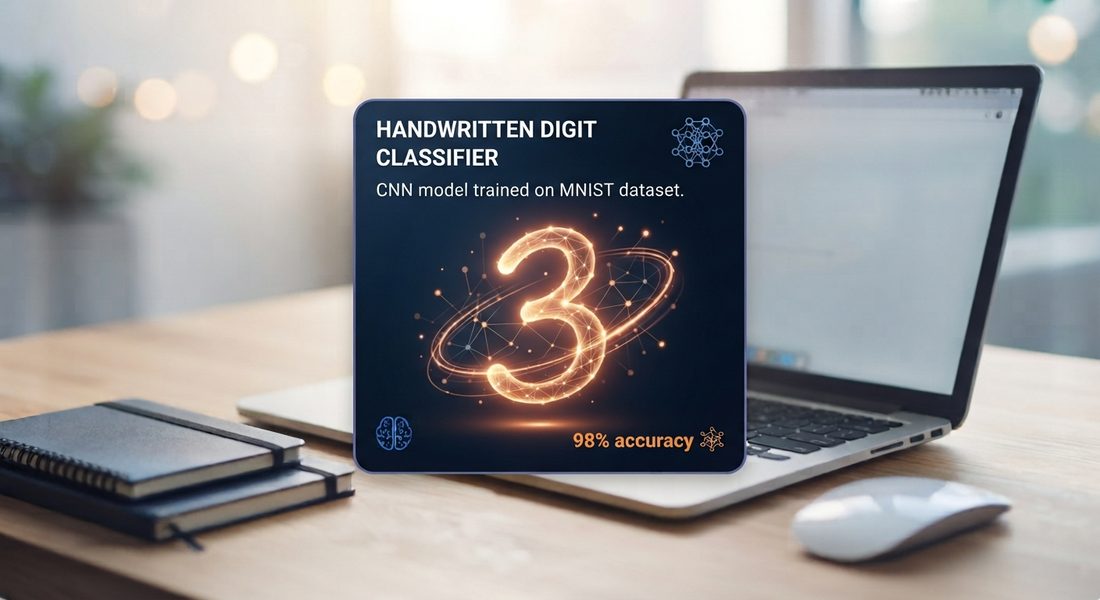 HANDWRITTEN DIGIT
CLASSIFIER
CNN model trained on MNIST dataset.
3
98% accuracy